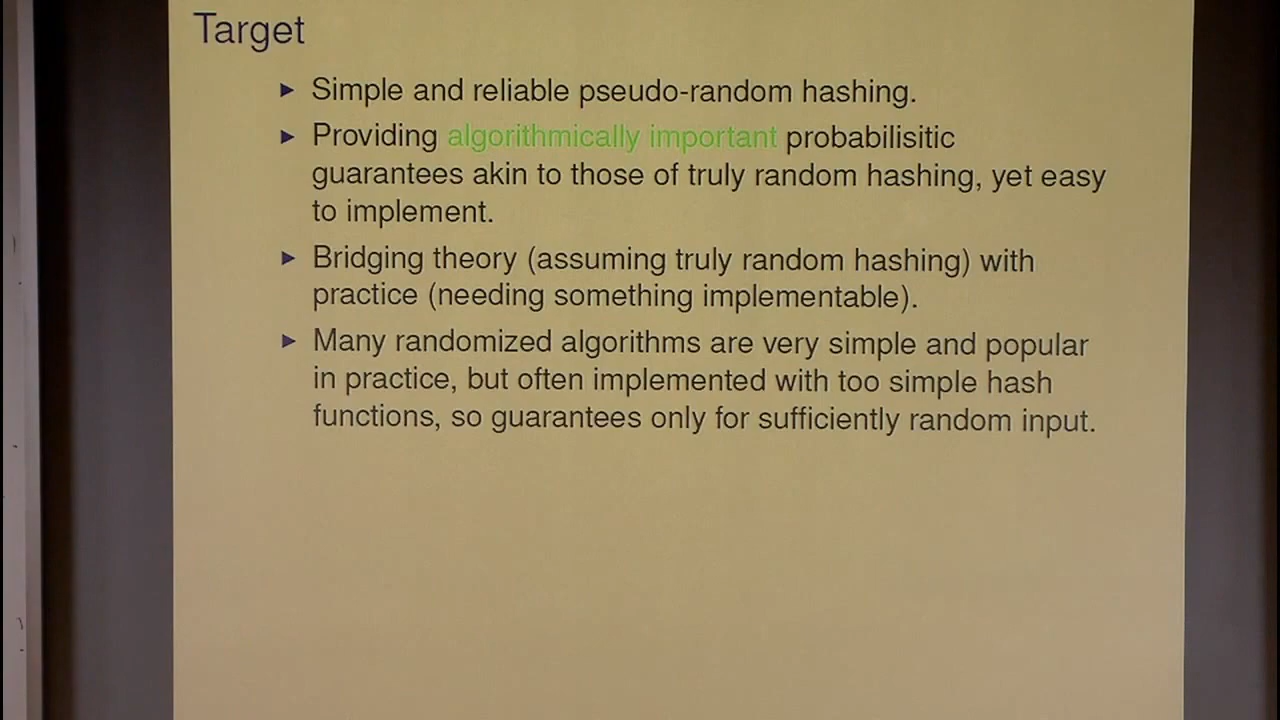 Target
▸ Simple and reliable pseudo-random hashing.
▸ Providing algorithmically important probabilisitic
guarantees akin to those of truly random hashing, yet easy
to implement.
▸ Bridging theory (assuming truly random hashing) with
practice (needing something implementable).
▸ Many randomized algorithms are very simple and popular
in practice, but often implemented with too simple hash
functions, so guarantees only for sufficiently random input.